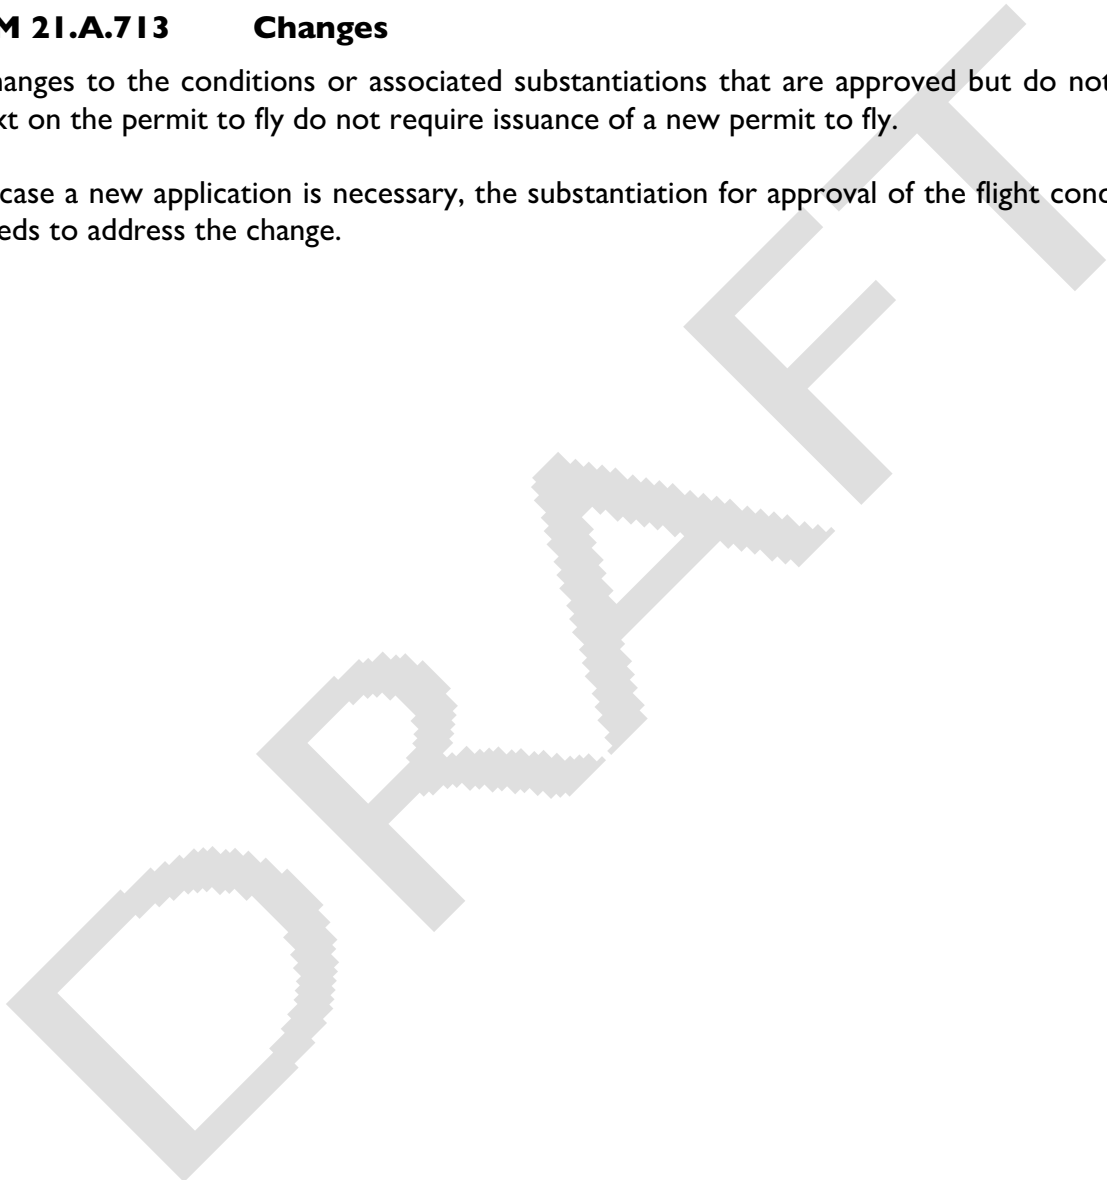 M 21.A.713 Changes
hanges to the conditions or associated substantiations that are approved but do not
xt on the permit to fly do not require issuance of a new permit to fly.
case a new application is necessary, the substantiation for approval of the flight cond
eds to address the change.
DRAFT